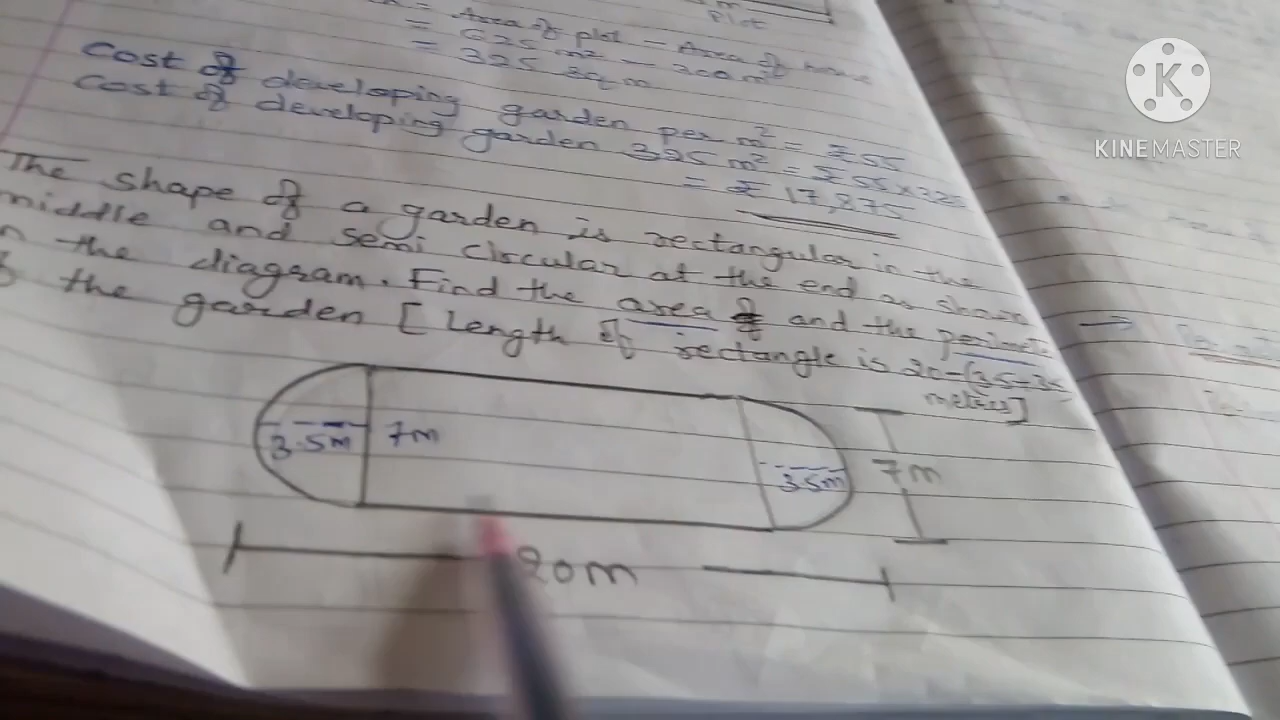 m
Plot
= Area of plot - Area of house
= 625 m² - 300 m²
= 325 sq m
Cost of developing garden per m² = ₹55
Cost of developing garden 325 m² = ₹55 × 325
= ₹ 17,875
The shape of a garden is rectangular in the
middle and semi circular at the end as shown
n the diagram. Find the area and the perimete
the garden [Length of rectangle is 20-(3.5+3.5
metres]
3.5m 7m
3.5m 7m
20m
K
KINEMASTER